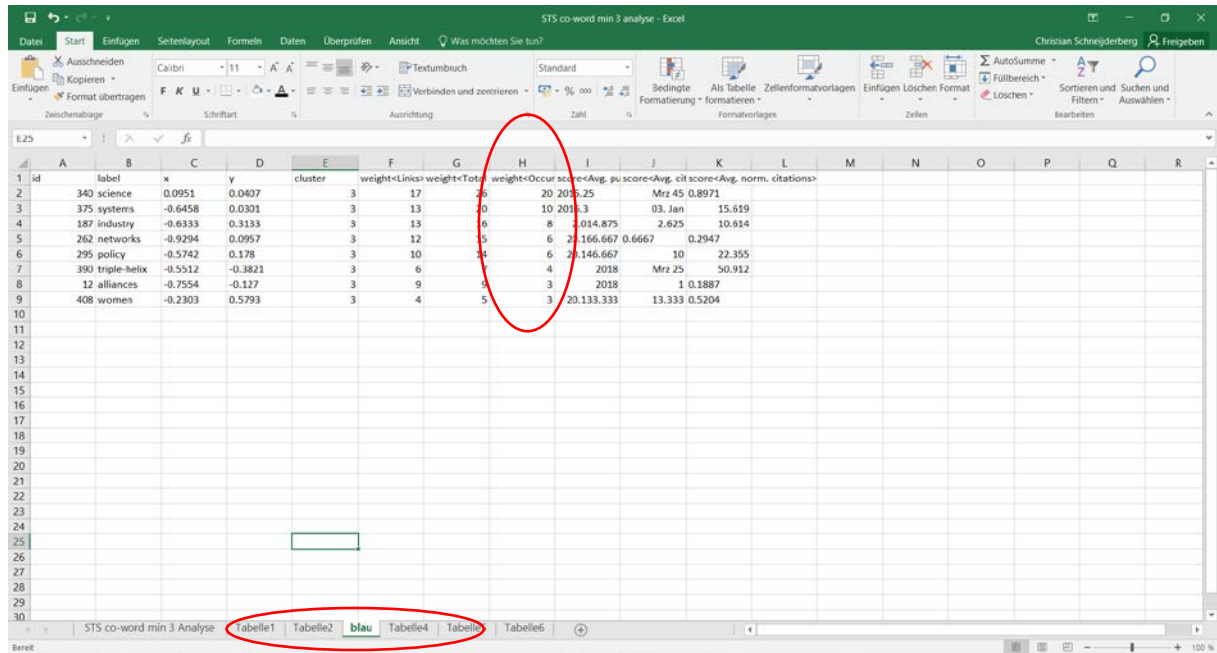 STS co-word min 3 analyse - Excel
Datei Start Einfügen Seitenlayout Formeln Daten Überprüfen Ansicht Was möchten Sie tun? Christian Schneijderberg Freigeben
Einfügen
Ausschneiden
Kopieren
Format übertragen
Zwischenablage
Calibri 11
F K U
Schriftart
Textumbruch
Verbinden und zentrieren
Ausrichtung
Standard
% 000
Zahl
Bedingte Formatierung
Als Tabelle formatieren
Zellenformatvorlagen
Formatvorlagen
Einfügen Löschen Format
Zellen
AutoSumme
Füllbereich
Löschen
Sortieren und Filtern
Suchen und Auswählen
Bearbeiten
E25 fx
A B C D E F G H I J K L M N O P Q R
1 id label x y cluster weight<Links> weight<Total weight<Occur score<Avg. pu score<Avg. cit score<Avg. norm. citations>
2 340 science 0.0951 0.0407 3 17 26 20 2015.25 Mrz 45 0.8971
3 375 systems -0.6458 0.0301 3 13 20 10 2016.3 03. Jan 15.619
4 187 industry -0.6333 0.3133 3 13 16 8 2.014.875 2.625 10.614
5 262 networks -0.9294 0.0957 3 12 15 6 20.166.667 0.6667 0.2947
6 295 policy -0.5742 0.178 3 10 14 6 20.146.667 10 22.355
7 390 triple-helix -0.5512 -0.3821 3 6 7 4 2018 Mrz 25 50.912
8 12 alliances -0.7554 -0.127 3 9 9 3 2018 1 0.1887
9 408 women -0.2303 0.5793 3 4 5 3 20.133.333 13.333 0.5204
10
11
12
13
14
15
16
17
18
19
20
21
22
23
24
25
26
27
28
29
30
STS co-word min 3 Analyse Tabelle1 Tabelle2 blau Tabelle4 Tabelle5 Tabelle6
Bereit 100 %